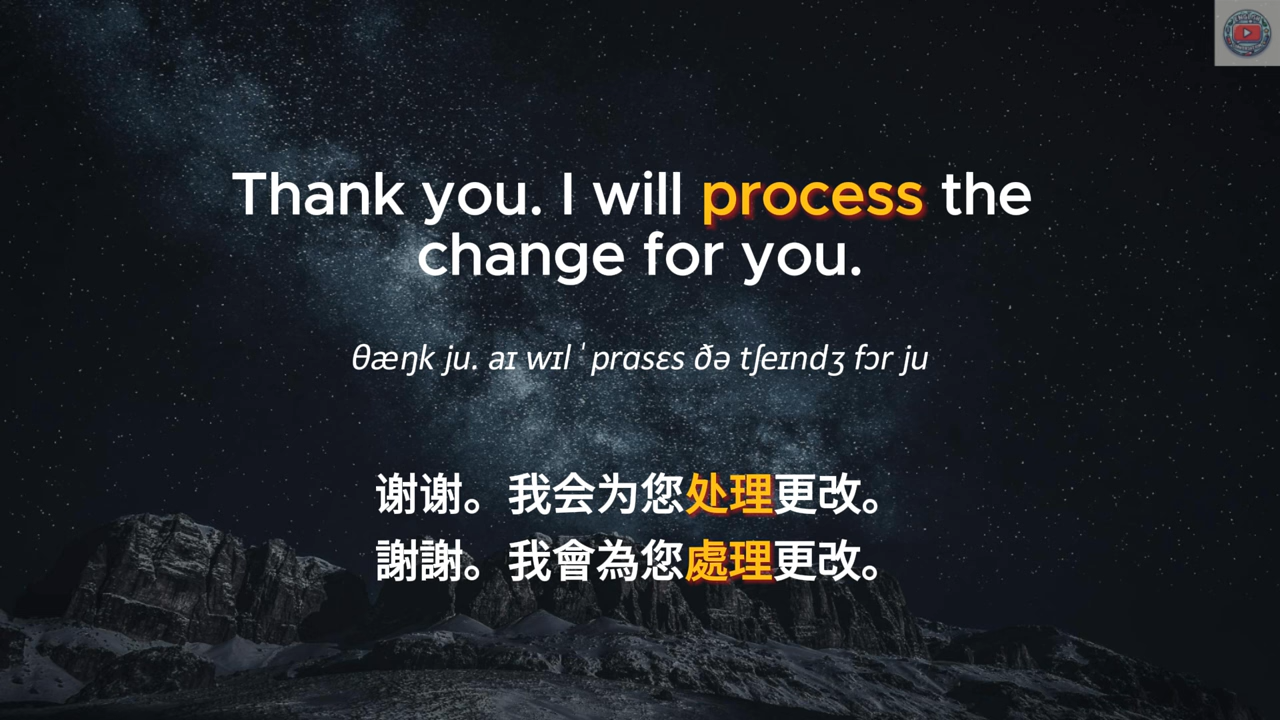 Thank you. I will process the
change for you.
θæŋk ju. aɪ wɪl ˈprɑsɛs ðə tʃeɪndʒ fɔr ju
谢谢。我会为您处理更改。
謝謝。我會為您處理更改。